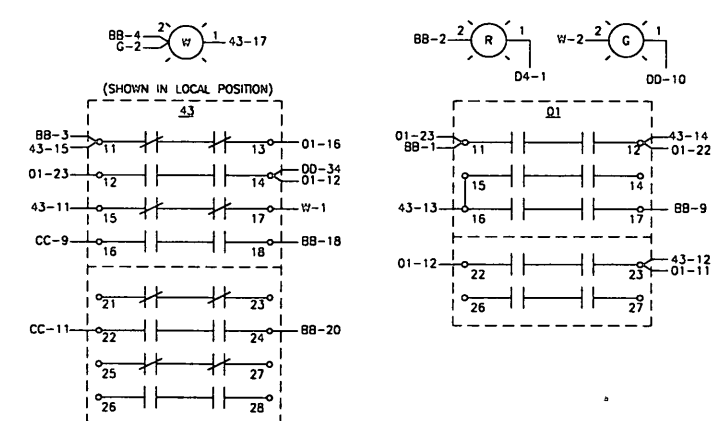 BB-4
G-2
2
W
1
43-17
BB-2
2
R
1
D4-1
W-2
2
G
1
DD-10
(SHOWN IN LOCAL POSITION)
43
BB-3
43-15
11
13
01-16
01-23
12
14
DD-34
01-12
43-11
15
17
W-1
CC-9
16
18
BB-18
21
23
CC-11
22
24
BB-20
25
27
26
28
01
01-23
BB-1
11
12
43-14
01-22
15
14
43-13
16
17
BB-9
01-12
22
23
43-12
01-11
26
27